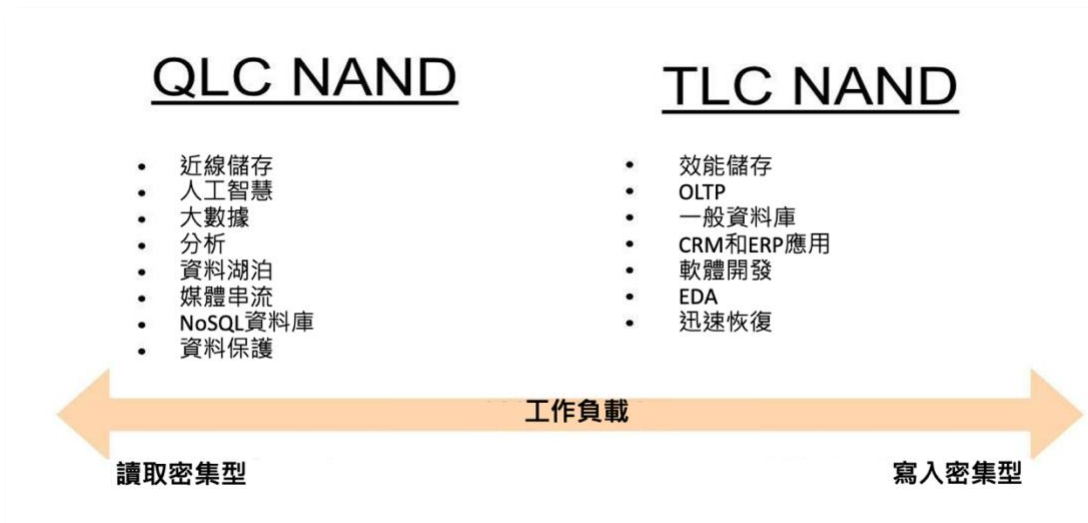 QLC NAND
• 近線儲存
• 人工智慧
• 大數據
• 分析
• 資料湖泊
• 媒體串流
• NoSQL資料庫
• 資料保護
TLC NAND
• 效能儲存
• OLTP
• 一般資料庫
• CRM和ERP應用
• 軟體開發
• EDA
• 迅速恢復
工作負載
讀取密集型
寫入密集型